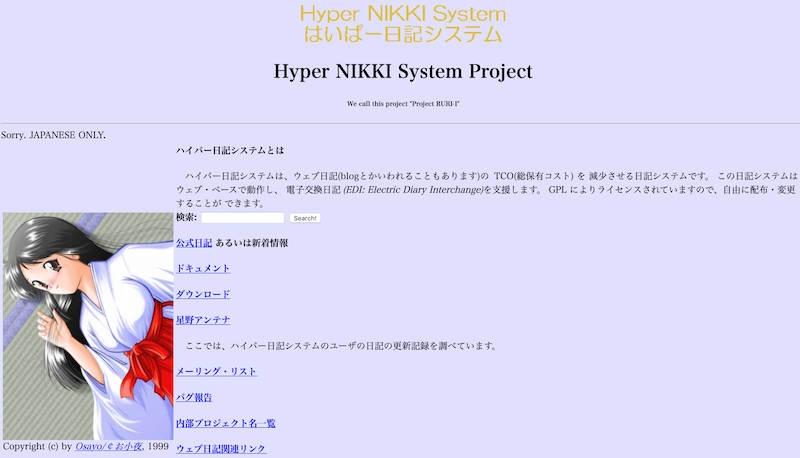 Hyper NIKKI System
はいぱー日記システム
Hyper NIKKI System Project
We call this project "Project RURI-I"
Sorry. JAPANESE ONLY.
ハイパー日記システムとは
ハイパー日記システムは、ウェブ日記(blogとかいわれることもあります)の TCO(総保有コスト) を 減少させる日記システムです。 この日記システムは
ウェブ・ベースで動作し、 電子交換日記 (EDI: Electric Diary Interchange)を支援します。 GPL によりライセンスされていますので、自由に配布・変更
することが できます。
検索: Search!
公式日記 あるいは新着情報
ドキュメント
ダウンロード
星野アンテナ
ここでは、ハイパー日記システムのユーザの日記の更新記録を調べています。
メーリング・リスト
バグ報告
内部プロジェクト名一覧
ウェブ日記関連リンク
Copyright (c) by Osayo/￠お小夜, 1999